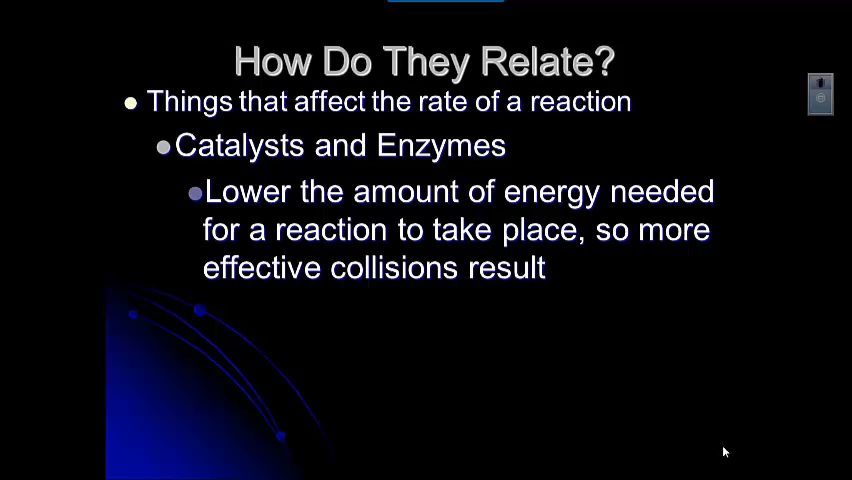 How Do They Relate?
Things that affect the rate of a reaction
Catalysts and Enzymes
Lower the amount of energy needed
for a reaction to take place, so more
effective collisions result